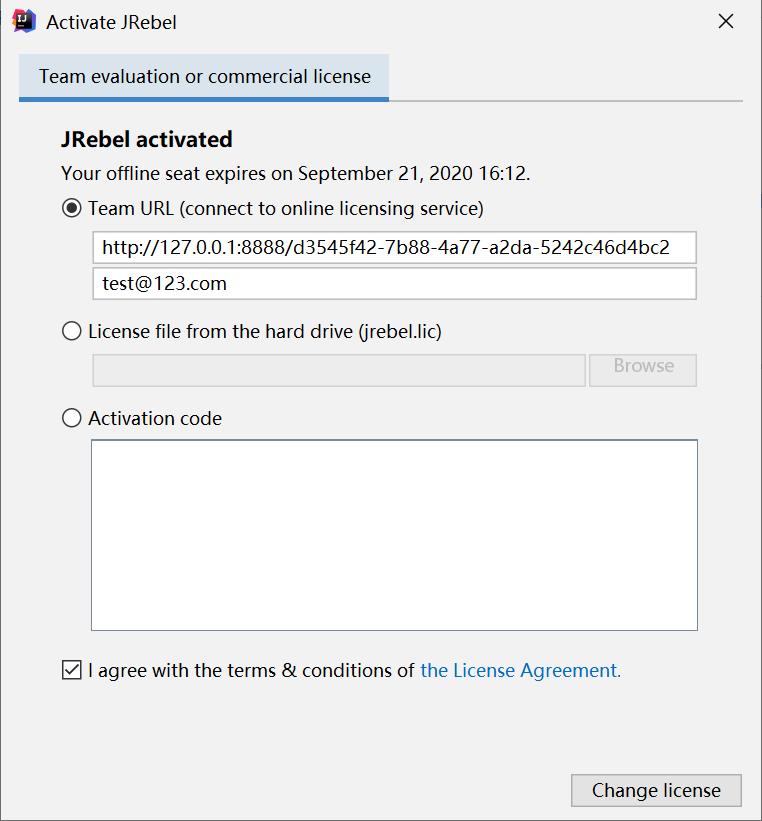 Activate JRebel
Team evaluation or commercial license
JRebel activated
Your offline seat expires on September 21, 2020 16:12.
Team URL (connect to online licensing service)
http://127.0.0.1:8888/d3545f42-7b88-4a77-a2da-5242c46d4bc2
test@123.com
License file from the hard drive (jrebel.lic)
Browse
Activation code
I agree with the terms & conditions of the License Agreement.
Change license